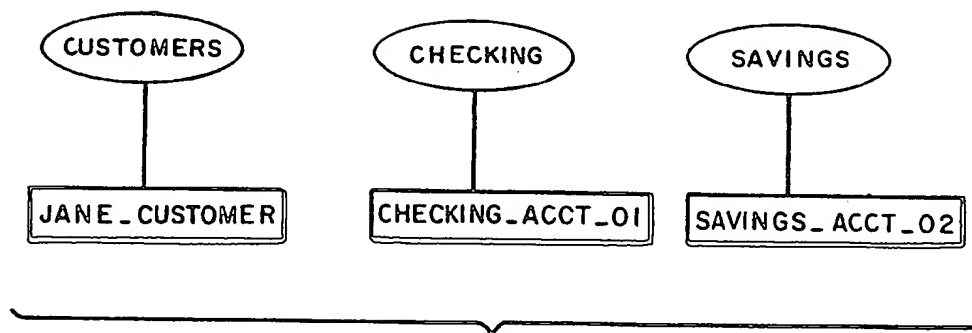 CUSTOMERS
CHECKING
SAVINGS
JANE_CUSTOMER
CHECKING_ACCT_01
SAVINGS_ACCT_02